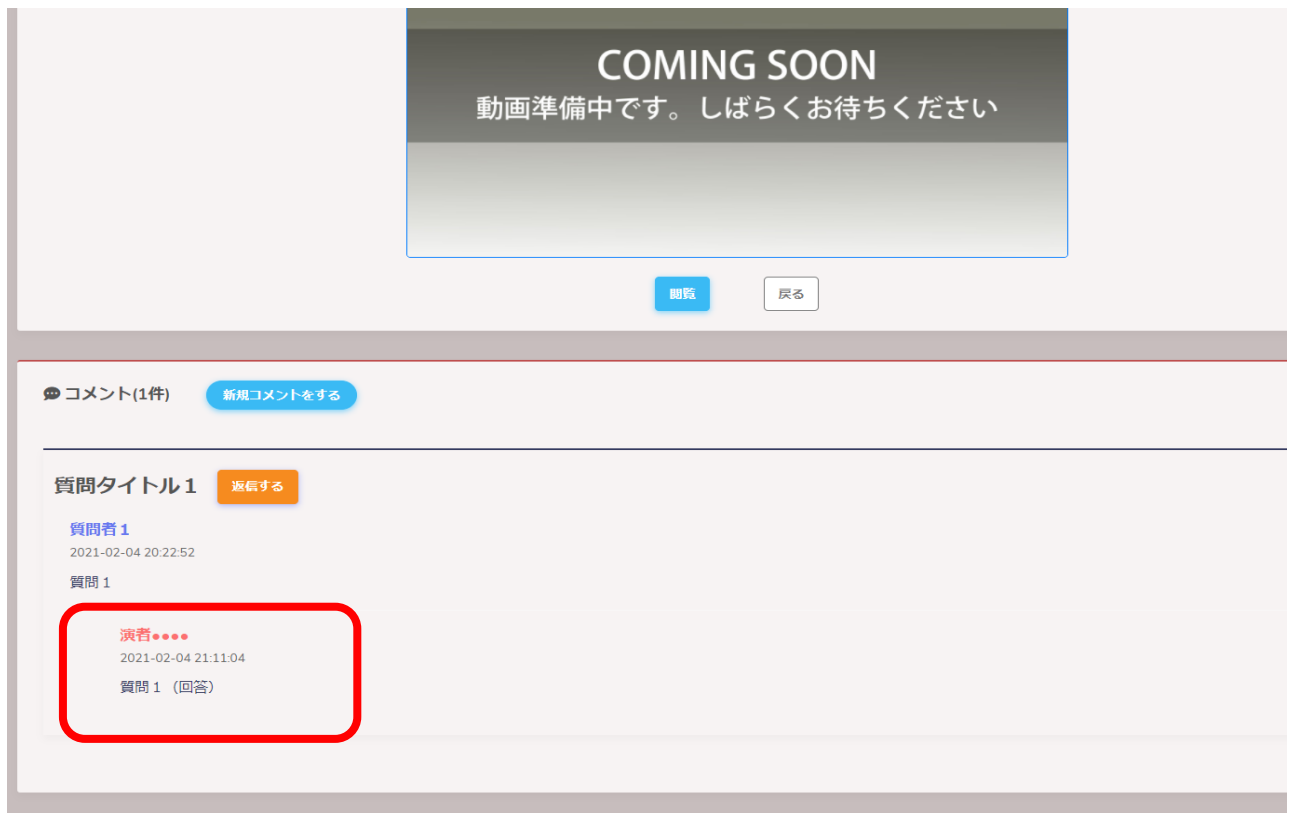 COMING SOON
動画準備中です。しばらくお待ちください
閲覧
戻る
コメント(1件)
新規コメントをする
質問タイトル1
返信する
質問者1
2021-02-04 20:22:52
質問1
演者●●●●
2021-02-04 21:11:04
質問1（回答）